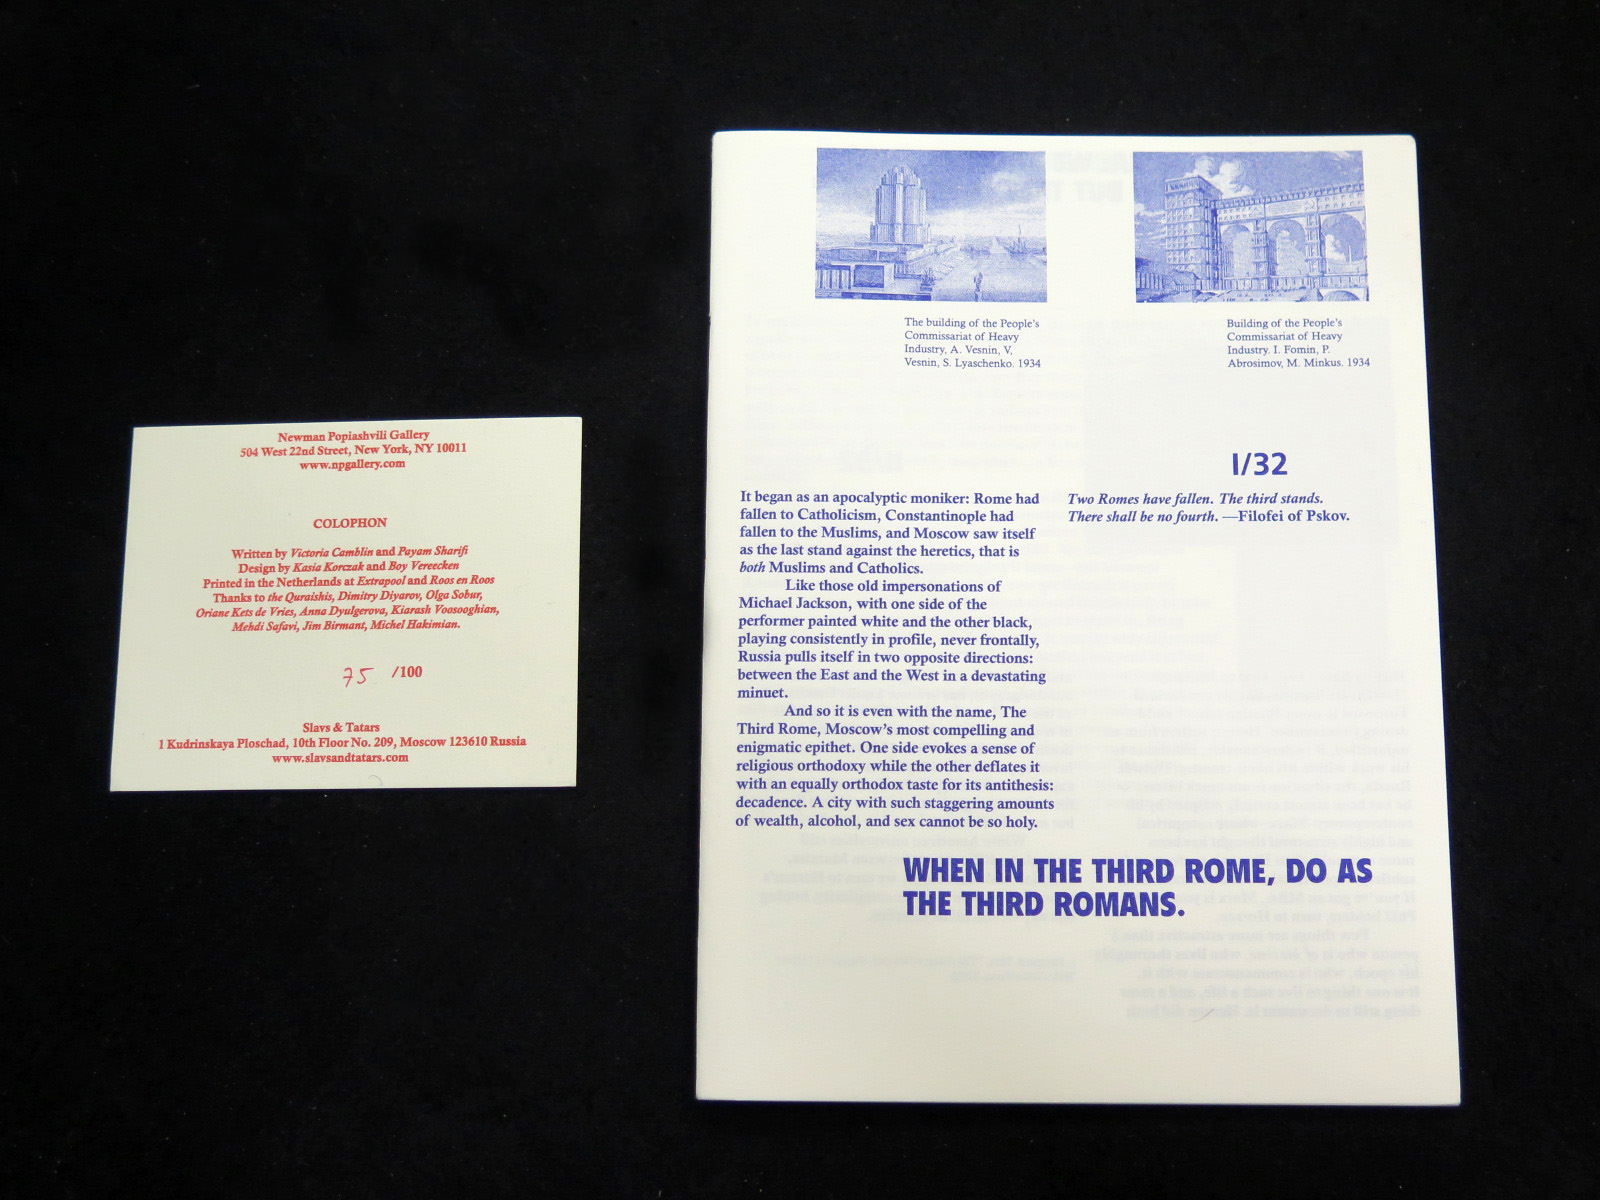 Newman Popiashvili Gallery
504 West 22nd Street, New York, NY 10011
www.npgallery.com
COLOPHON
Written by Victoria Camblin and Payam Sharifi
Design by Kasia Korczak and Boy Vereecken
Printed in the Netherlands at Extrapool and Roos en Roos
Thanks to the Quraishis, Dimitry Diyarov, Olga Sobur,
Oriane Kets de Vries, Anna Dyulgerova, Kiarash Voosooghian,
Mehdi Safavi, Jim Birmant, Michel Hakimian.
75 /100
Slavs & Tatars
1 Kudrinskaya Ploschad, 10th Floor No. 209, Moscow 123610 Russia
www.slavsandtatars.com
The building of the People's
Commissariat of Heavy
Industry, A. Vesnin, V,
Vesnin, S. Lyaschenko. 1934
Building of the People's
Commissariat of Heavy
Industry. I. Fomin, P.
Abrosimov, M. Minkus. 1934
I/32
It began as an apocalyptic moniker: Rome had
fallen to Catholicism, Constantinople had
fallen to the Muslims, and Moscow saw itself
as the last stand against the heretics, that is
both Muslims and Catholics.
Like those old impersonations of
Michael Jackson, with one side of the
performer painted white and the other black,
playing consistently in profile, never frontally,
Russia pulls itself in two opposite directions:
between the East and the West in a devastating
minuet.
And so it is even with the name, The
Third Rome, Moscow's most compelling and
enigmatic epithet. One side evokes a sense of
religious orthodoxy while the other deflates it
with an equally orthodox taste for its antithesis:
decadence. A city with such staggering amounts
of wealth, alcohol, and sex cannot be so holy.
Two Romes have fallen. The third stands.
There shall be no fourth. —Filofei of Pskov.
WHEN IN THE THIRD ROME, DO AS
THE THIRD ROMANS.